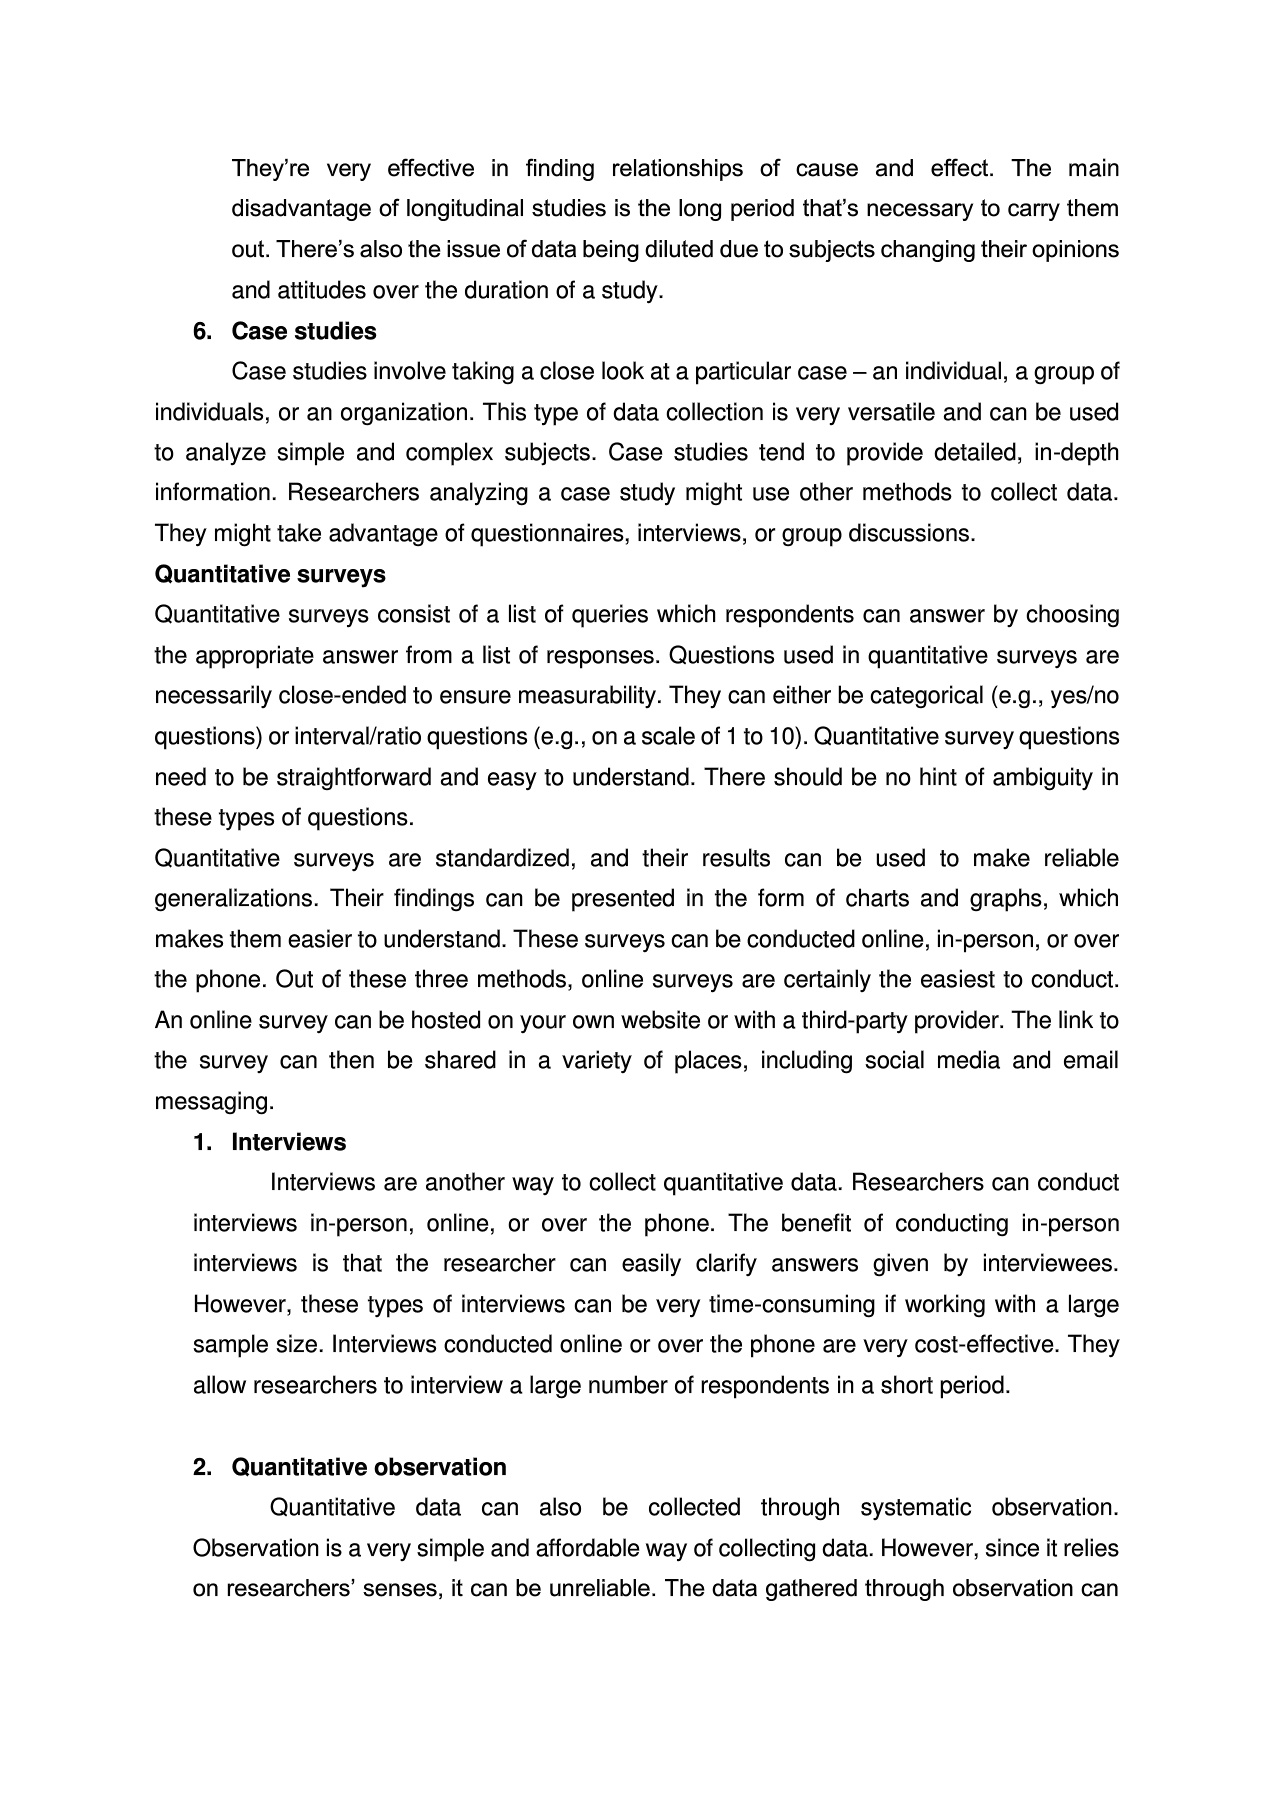 They’re very effective in finding relationships of cause and effect. The main
disadvantage of longitudinal studies is the long period that’s necessary to carry them
out. There’s also the issue of data being diluted due to subjects changing their opinions
and attitudes over the duration of a study.
6. Case studies
Case studies involve taking a close look at a particular case – an individual, a group of
individuals, or an organization. This type of data collection is very versatile and can be used
to analyze simple and complex subjects. Case studies tend to provide detailed, in-depth
information. Researchers analyzing a case study might use other methods to collect data.
They might take advantage of questionnaires, interviews, or group discussions.
Quantitative surveys
Quantitative surveys consist of a list of queries which respondents can answer by choosing
the appropriate answer from a list of responses. Questions used in quantitative surveys are
necessarily close-ended to ensure measurability. They can either be categorical (e.g., yes/no
questions) or interval/ratio questions (e.g., on a scale of 1 to 10). Quantitative survey questions
need to be straightforward and easy to understand. There should be no hint of ambiguity in
these types of questions.
Quantitative surveys are standardized, and their results can be used to make reliable
generalizations. Their findings can be presented in the form of charts and graphs, which
makes them easier to understand. These surveys can be conducted online, in-person, or over
the phone. Out of these three methods, online surveys are certainly the easiest to conduct.
An online survey can be hosted on your own website or with a third-party provider. The link to
the survey can then be shared in a variety of places, including social media and email
messaging.
1. Interviews
Interviews are another way to collect quantitative data. Researchers can conduct
interviews in-person, online, or over the phone. The benefit of conducting in-person
interviews is that the researcher can easily clarify answers given by interviewees.
However, these types of interviews can be very time-consuming if working with a large
sample size. Interviews conducted online or over the phone are very cost-effective. They
allow researchers to interview a large number of respondents in a short period.
2. Quantitative observation
Quantitative data can also be collected through systematic observation.
Observation is a very simple and affordable way of collecting data. However, since it relies
on researchers’ senses, it can be unreliable. The data gathered through observation can